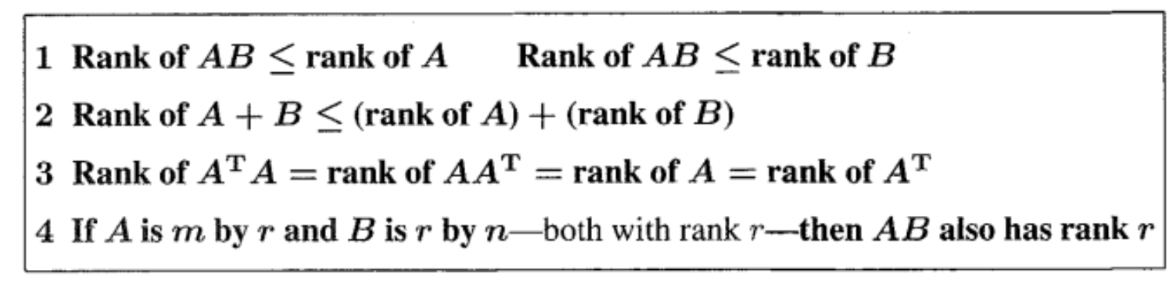 1 Rank of AB ≤ rank of A Rank of AB ≤ rank of B
2 Rank of A + B ≤ (rank of A) + (rank of B)
3 Rank of AᵀA = rank of AAᵀ = rank of A = rank of Aᵀ
4 If A is m by r and B is r by n—both with rank r—then AB also has rank r